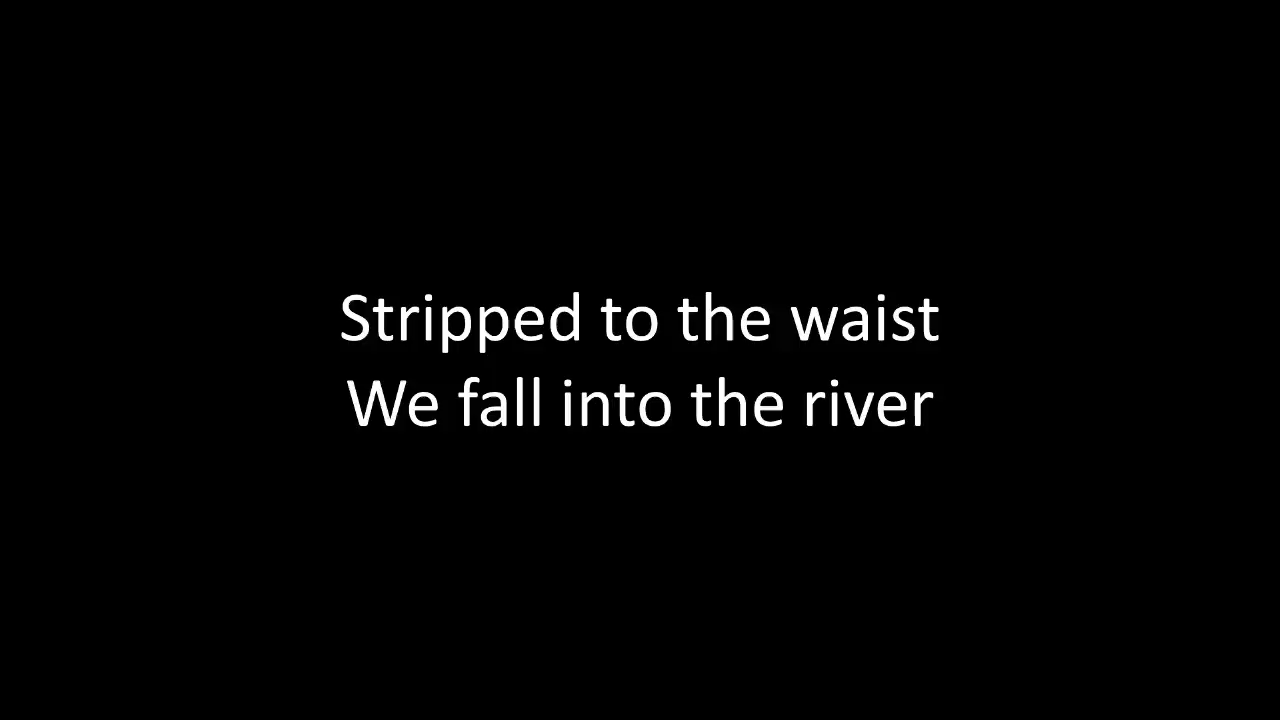 Stripped to the waist
We fall into the river